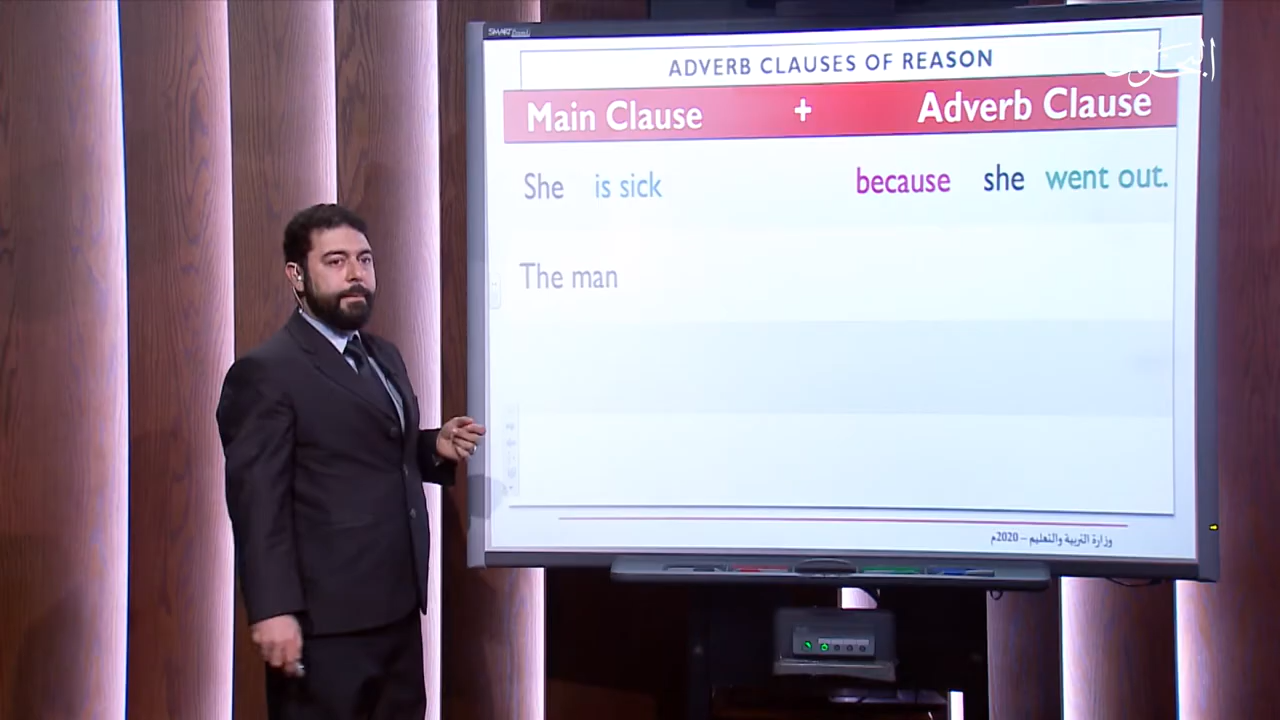 SMART Board
البحرين
ADVERB CLAUSES OF REASON
Main Clause + Adverb Clause
She is sick because she went out.
The man
وزارة التربية والتعليم – 2020م